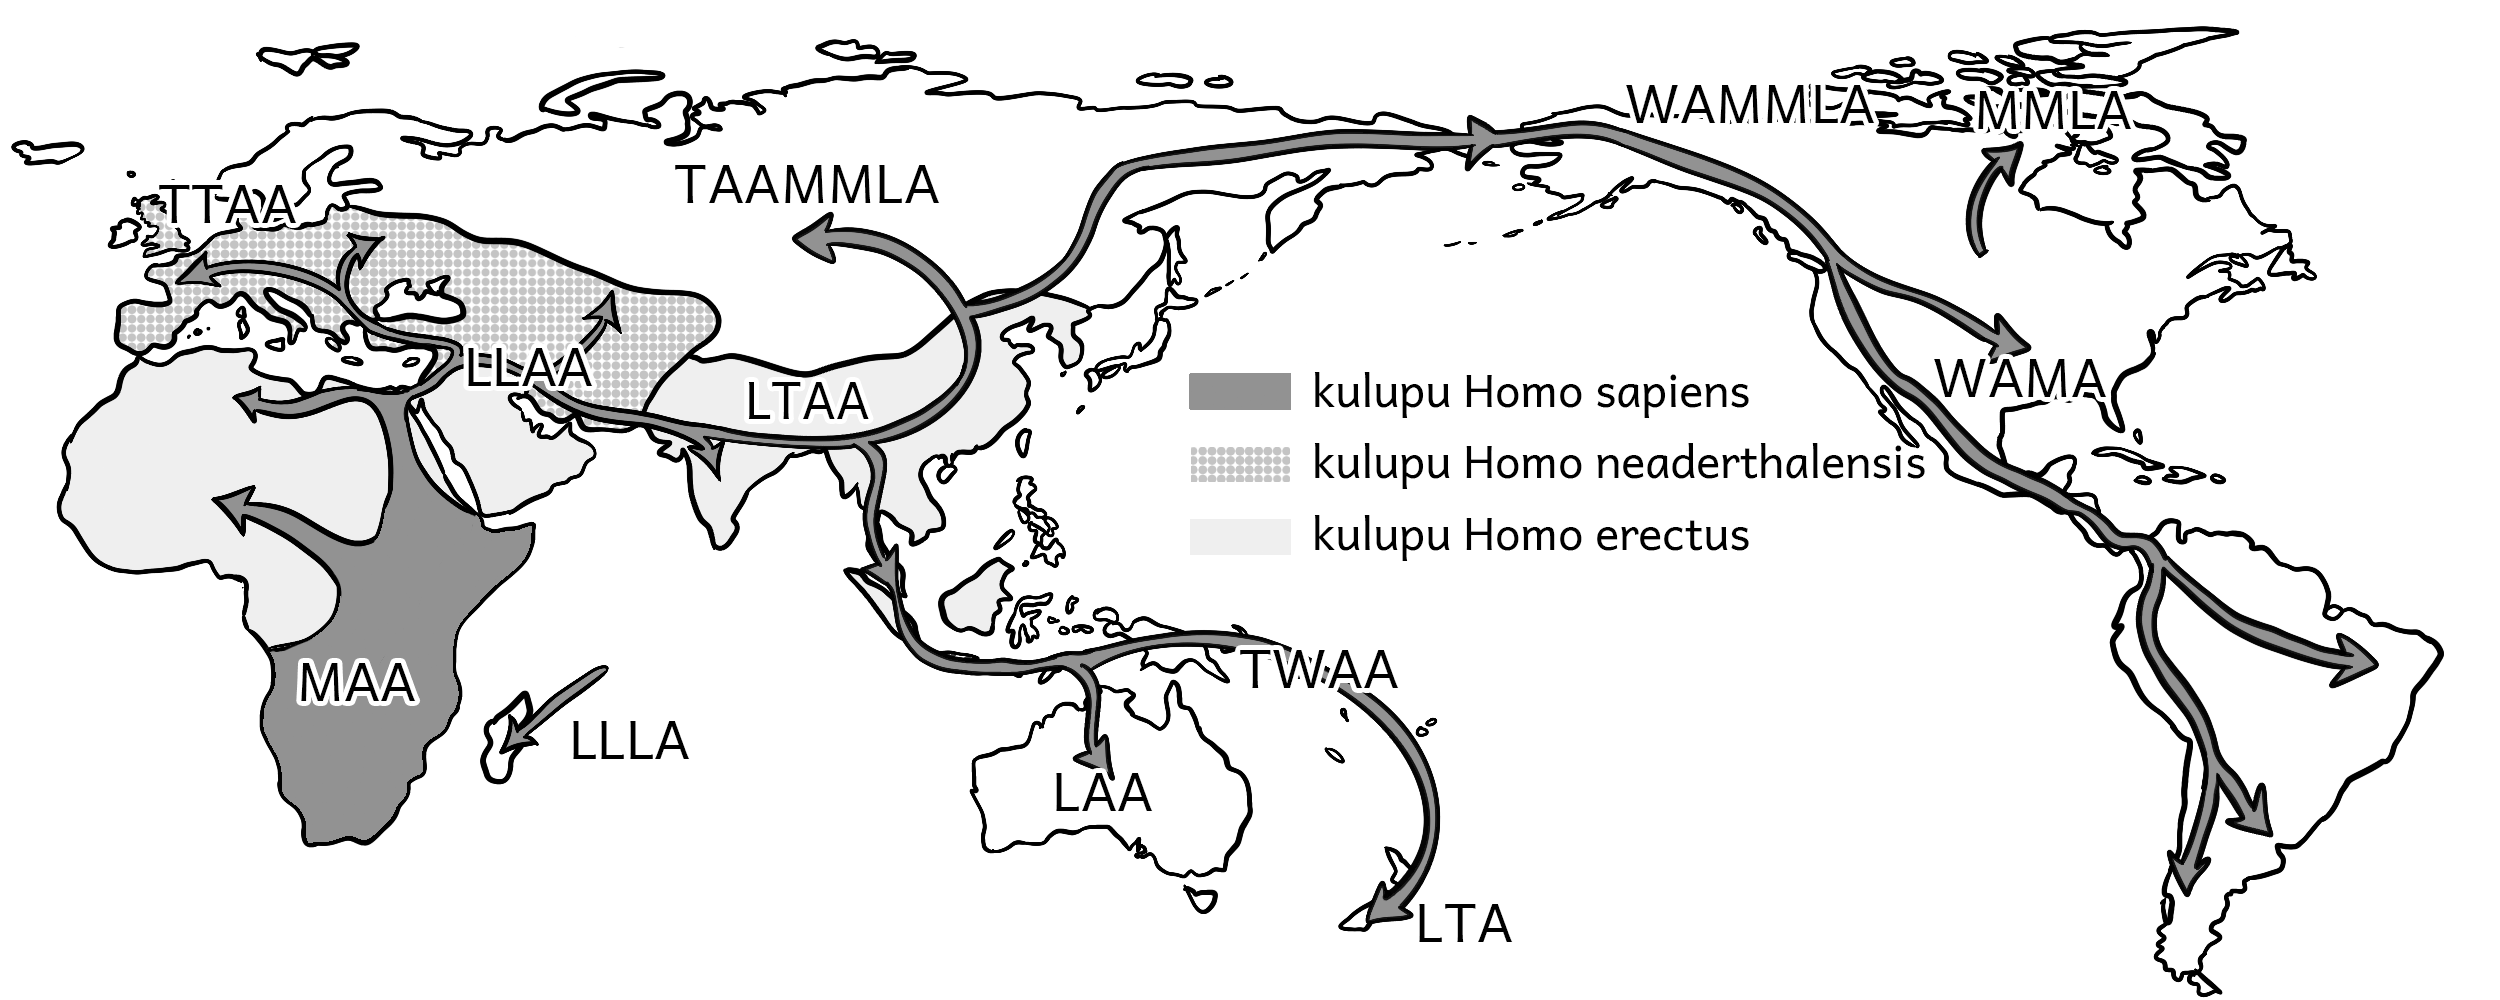 WAMMLA
MMLA
TAAMMLA
TTAA
LLAA
LTAA
WAMA
kulupu Homo sapiens
kulupu Homo neaderthalensis
kulupu Homo erectus
MAA
TWAA
LLLA
LAA
LTA